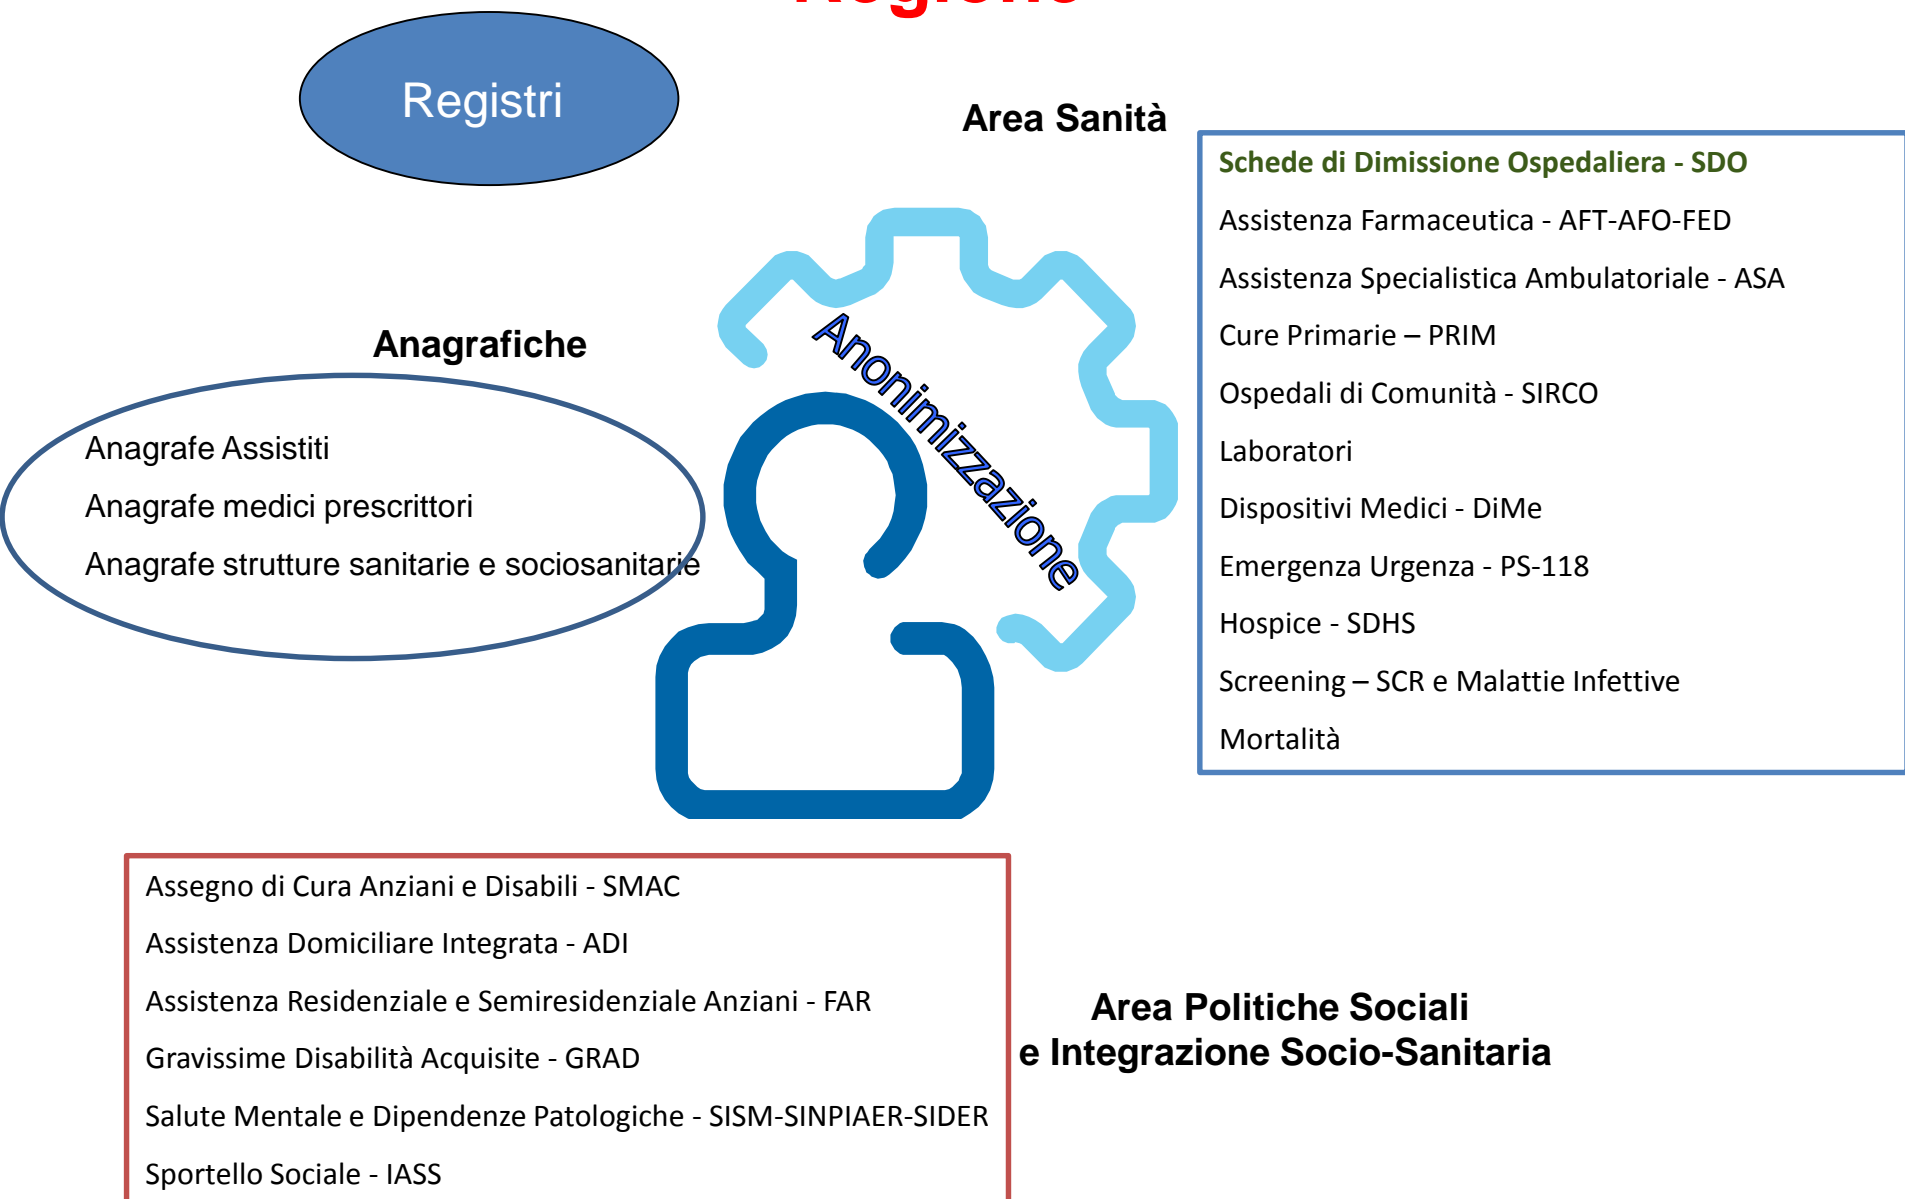 Registri
Area Sanità
Schede di Dimissione Ospedaliera - SDO
Assistenza Farmaceutica - AFT-AFO-FED
Assistenza Specialistica Ambulatoriale - ASA
Cure Primarie – PRIM
Ospedali di Comunità - SIRCO
Laboratori
Dispositivi Medici - DiMe
Emergenza Urgenza - PS-118
Hospice - SDHS
Screening – SCR e Malattie Infettive
Mortalità
Anonimizzazione
Anagrafiche
Anagrafe Assistiti
Anagrafe medici prescrittori
Anagrafe strutture sanitarie e sociosanitarie
Assegno di Cura Anziani e Disabili - SMAC
Assistenza Domiciliare Integrata - ADI
Assistenza Residenziale e Semiresidenziale Anziani - FAR
Gravissime Disabilità Acquisite - GRAD
Salute Mentale e Dipendenze Patologiche - SISM-SINPIAER-SIDER
Sportello Sociale - IASS
Area Politiche Sociali
e Integrazione Socio-Sanitaria